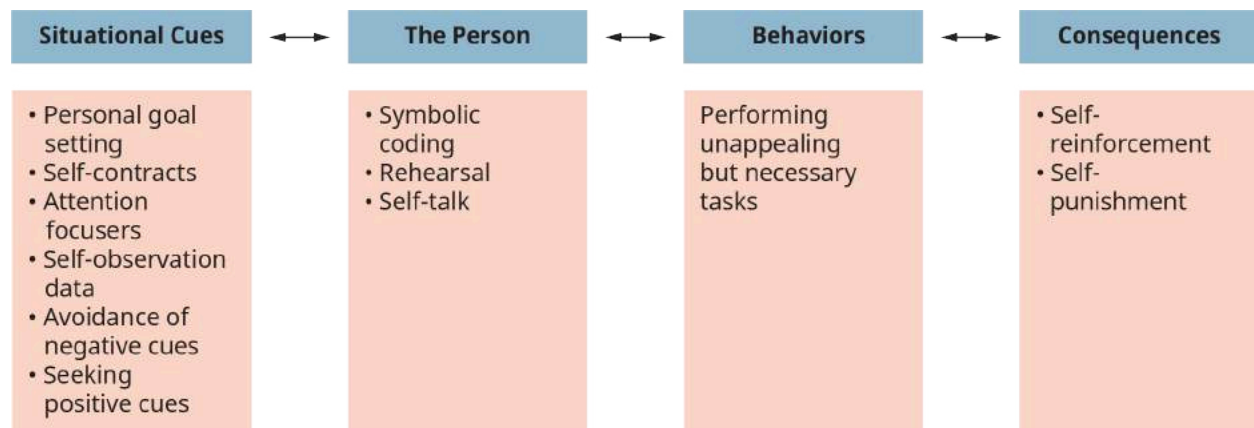 Situational Cues
The Person
Behaviors
Consequences
• Personal goal
setting
• Self-contracts
• Attention
focusers
• Self-observation
data
• Avoidance of
negative cues
• Seeking
positive cues
• Symbolic
coding
• Rehearsal
• Self-talk
Performing
unappealing
but necessary
tasks
• Self-
reinforcement
• Self-
punishment